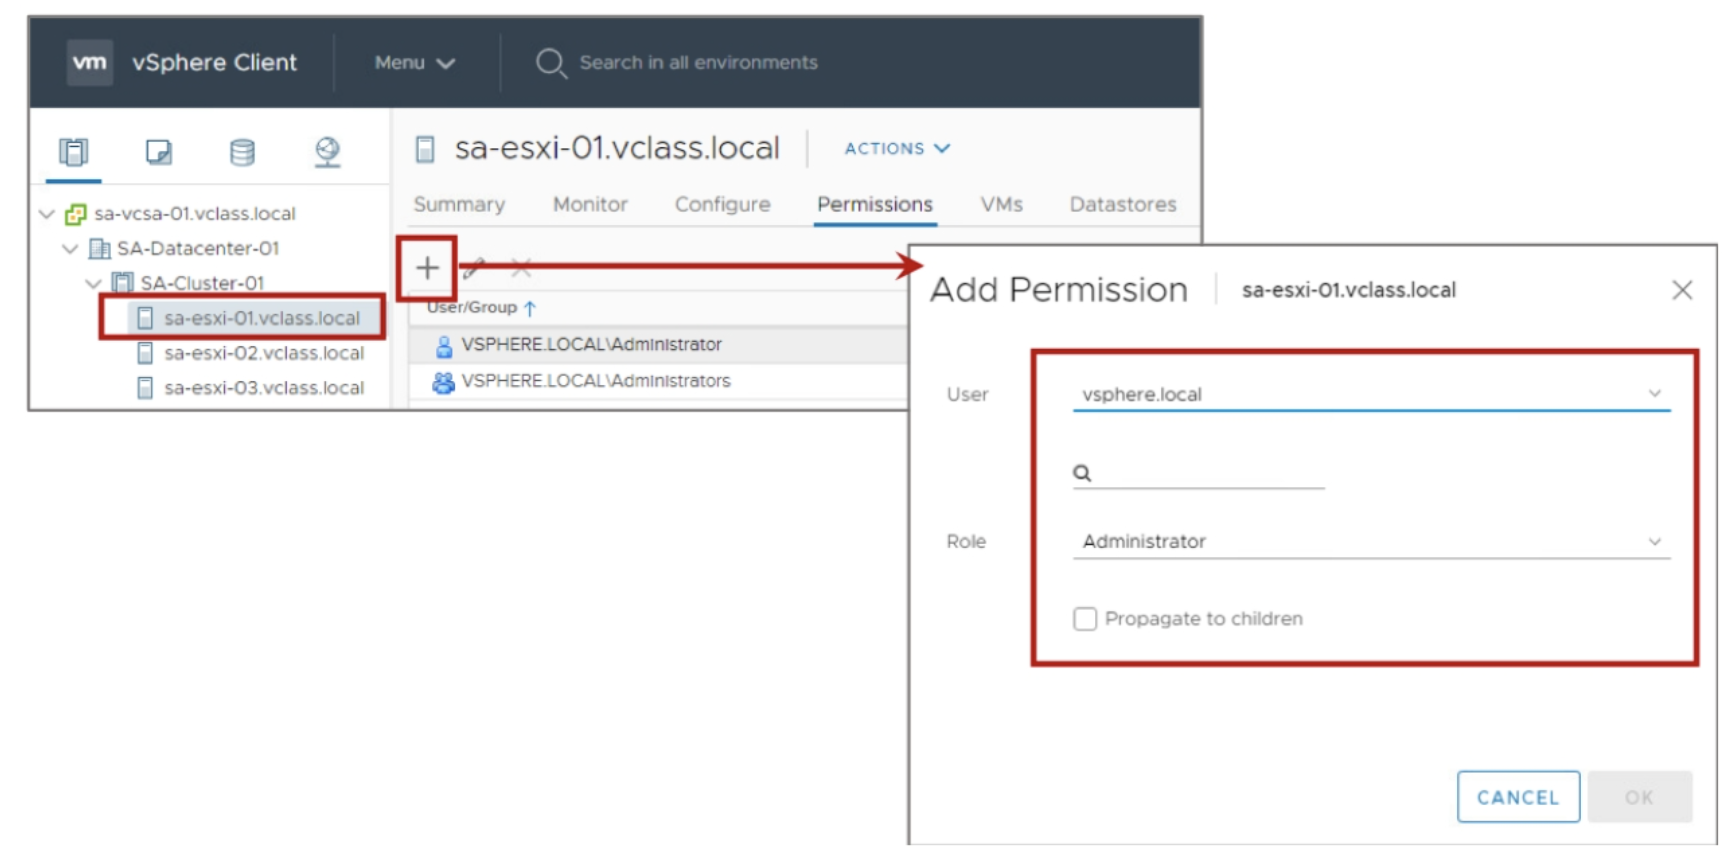 vm vSphere Client Menu Search in all environments
sa-esxi-01.vclass.local ACTIONS
Summary Monitor Configure Permissions VMs Datastores
sa-vcsa-01.vclass.local
SA-Datacenter-01
SA-Cluster-01
sa-esxi-01.vclass.local
sa-esxi-02.vclass.local
sa-esxi-03.vclass.local
User/Group
VSPHERE.LOCAL\Administrator
VSPHERE.LOCAL\Administrators
Add Permission sa-esxi-01.vclass.local
User vsphere.local
Role Administrator
Propagate to children
CANCEL OK